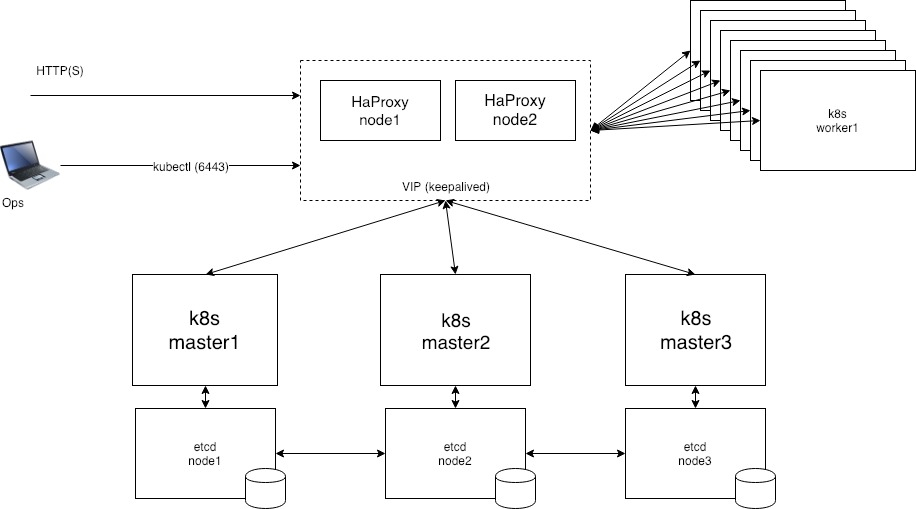 HTTP(S)
HaProxy
node1
HaProxy
node2
k8s
worker1
kubectl (6443)
Ops
VIP (keepalived)
k8s
master1
k8s
master2
k8s
master3
etcd
node1
etcd
node2
etcd
node3